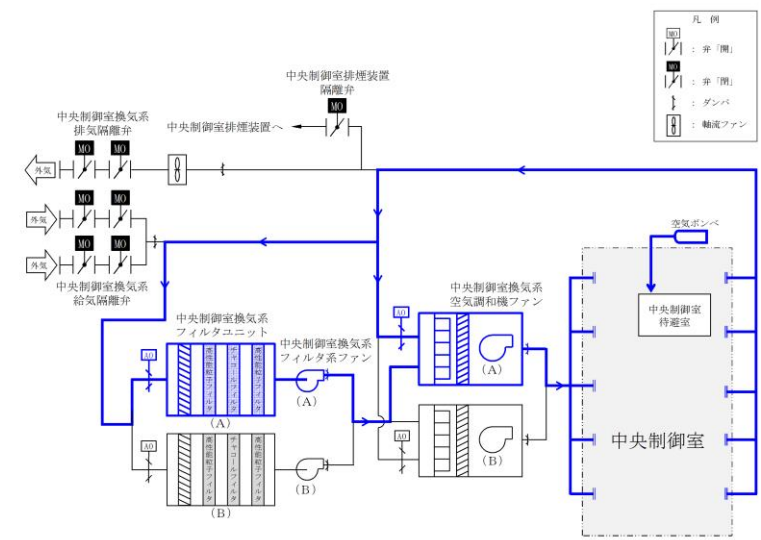 凡 例
MO
: 弁「開」
MO
: 弁「閉」
: ダンパ
: 軸流ファン
中央制御室排煙装置
隔離弁
MO
中央制御室換気系
排気隔離弁
中央制御室排煙装置へ
MO MO
外気
MO MO
外気
MO MO
外気
中央制御室換気系
給気隔離弁
空気ボンベ
中央制御室
待避室
中央制御室換気系
空気調和機ファン
AO
(A)
中央制御室換気系
フィルタユニット
中央制御室換気系
フィルタ系ファン
AO
高性能粒子フィルタ
チャコールフィルタ
高性能粒子フィルタ
(A)
(A)
中央制御室
AO
高性能粒子フィルタ
チャコールフィルタ
高性能粒子フィルタ
(B)
(B)
AO
(B)